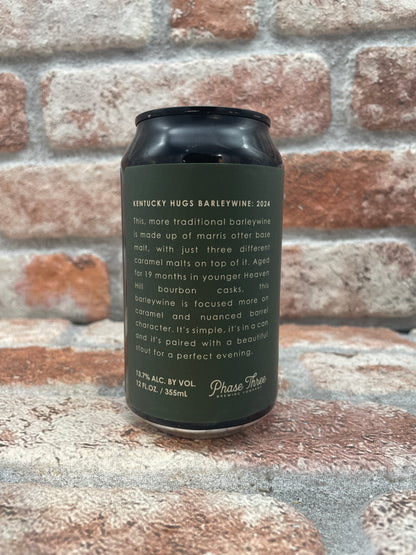 KENTUCKY HUGS BARLEYWINE: 2024
This, more traditional barleywine
is made up of marris otter base
malt, with just three different
caramel malts on top of it. Aged
for 19 months in younger Heaven
Hill bourbon casks, this
barleywine is focused more on
caramel and nuanced barrel
character. It's simple, it's in a can
and it's paired with a beautiful
stout for a perfect evening.
13.7% ALC. BY VOL.
12 FL.OZ. / 355mL
Phase Three
BREWING COMPANY